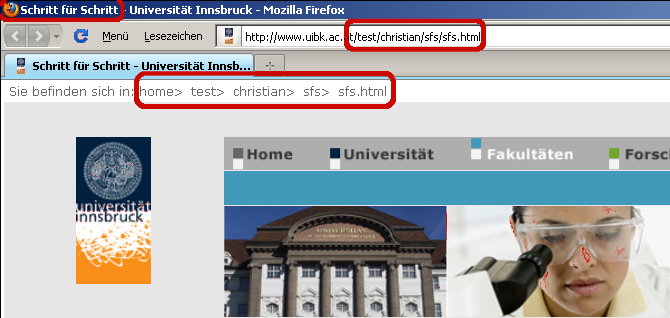 Schritt für Schritt - Universität Innsbruck - Mozilla Firefox
Menü Lesezeichen http://www.uibk.ac.at/test/christian/sfs/sfs.html
Schritt für Schritt - Universität Innsb...
Sie befinden sich in: home> test> christian> sfs> sfs.html
Home Universität Fakultäten Forsc
universität
innsbruck